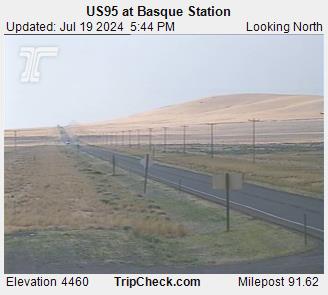 US95 at Basque Station
Updated: Jul 19 2024 5:44 PM Looking North
Elevation 4460 TripCheck.com Milepost 91.62